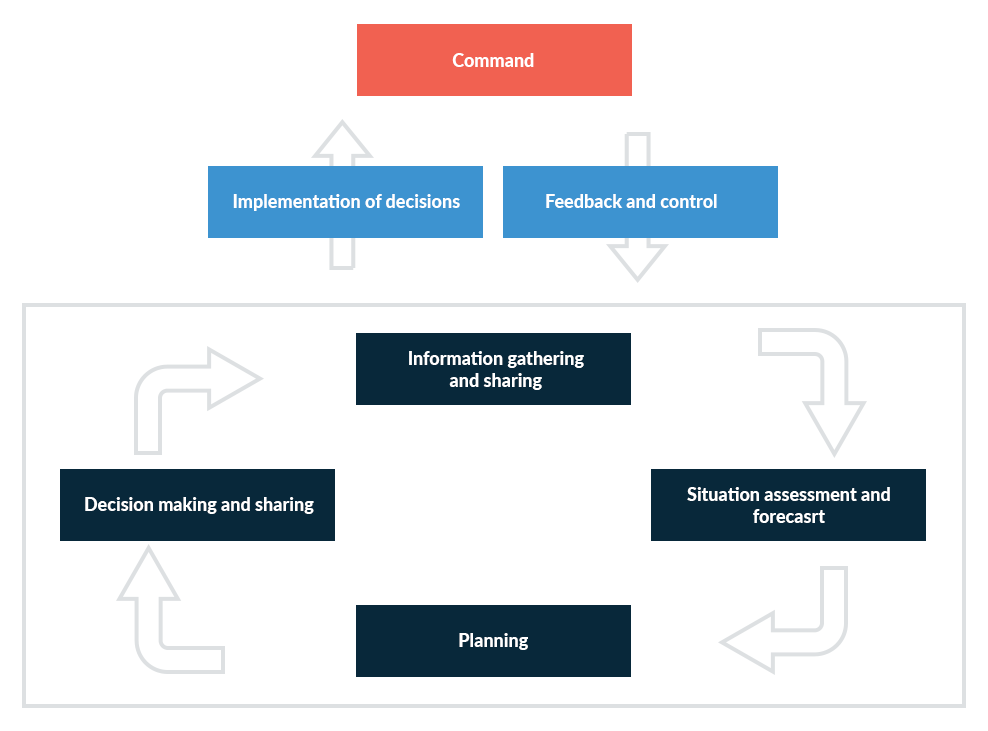 Command
Implementation of decisions
Feedback and control
Information gathering
and sharing
Decision making and sharing
Situation assessment and
forecasrt
Planning